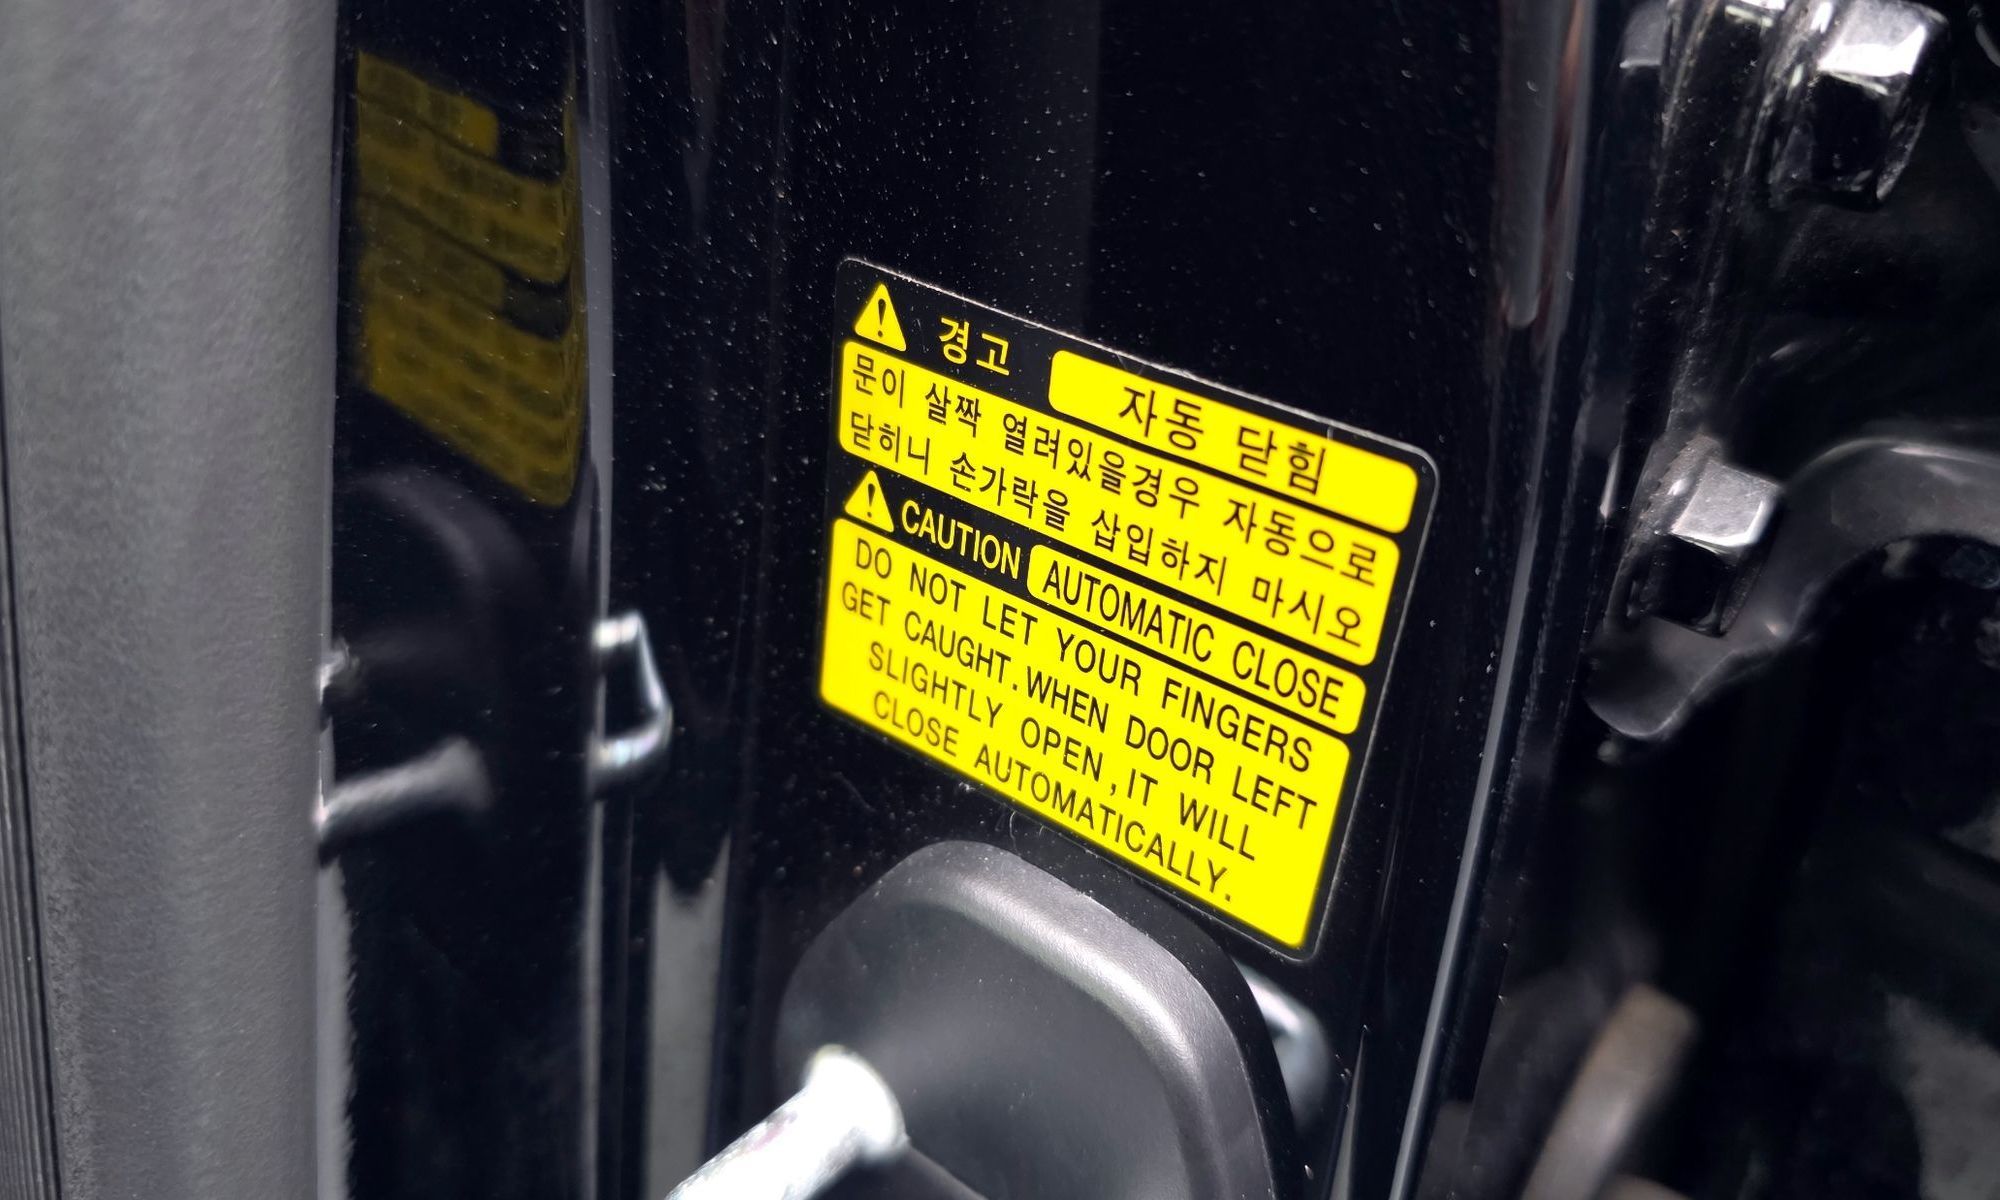 경고 자동 닫힘
문이 살짝 열려있을경우 자동으로
닫히니 손가락을 삽입하지 마시오
CAUTION AUTOMATIC CLOSE
DO NOT LET YOUR FINGERS
GET CAUGHT.WHEN DOOR LEFT
SLIGHTLY OPEN,IT WILL
CLOSE AUTOMATICALLY.